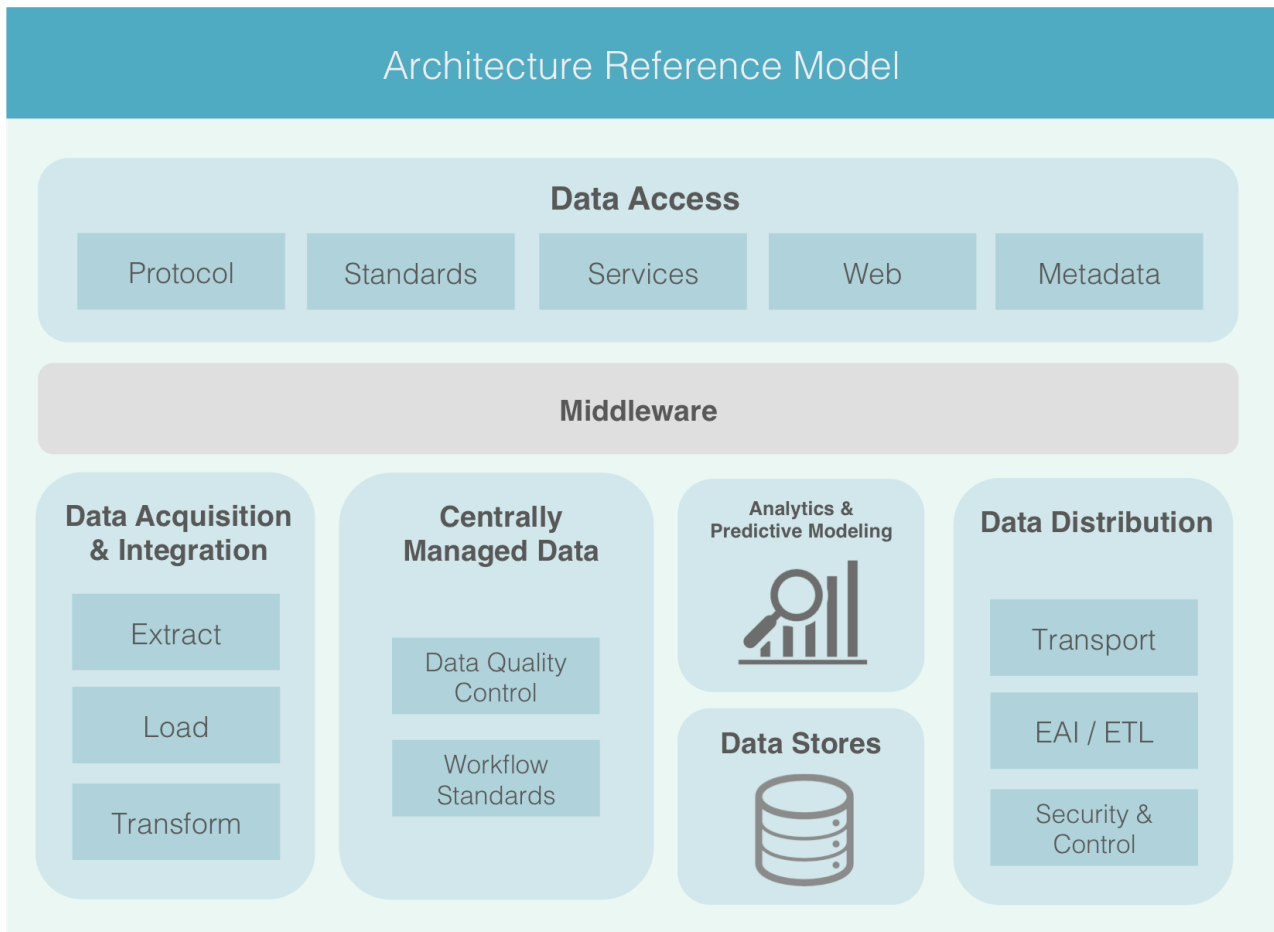 Architecture Reference Model
Data Access
Protocol
Standards
Services
Web
Metadata
Middleware
Data Acquisition
& Integration
Extract
Load
Transform
Centrally
Managed Data
Data Quality
Control
Workflow
Standards
Analytics &
Predictive Modeling
Data Stores
Data Distribution
Transport
EAI / ETL
Security &
Control